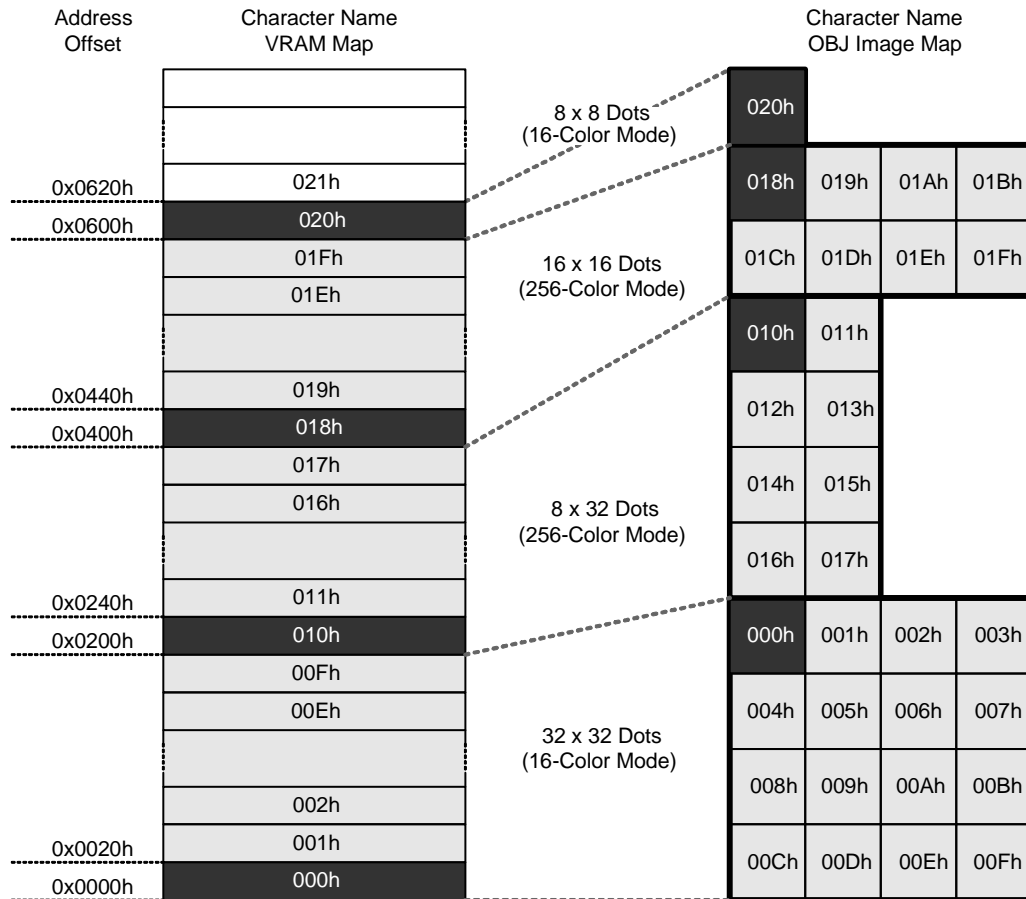 Address
Offset
Character Name
VRAM Map
Character Name
OBJ Image Map
021h
020h
01Fh
01Eh
019h
018h
017h
016h
011h
010h
00Fh
00Eh
002h
001h
000h
0x0620h
0x0600h
0x0440h
0x0400h
0x0240h
0x0200h
0x0020h
0x0000h
8 x 8 Dots
(16-Color Mode)
16 x 16 Dots
(256-Color Mode)
8 x 32 Dots
(256-Color Mode)
32 x 32 Dots
(16-Color Mode)
020h
018h 019h 01Ah 01Bh
01Ch 01Dh 01Eh 01Fh
010h 011h
012h 013h
014h 015h
016h 017h
000h 001h 002h 003h
004h 005h 006h 007h
008h 009h 00Ah 00Bh
00Ch 00Dh 00Eh 00Fh